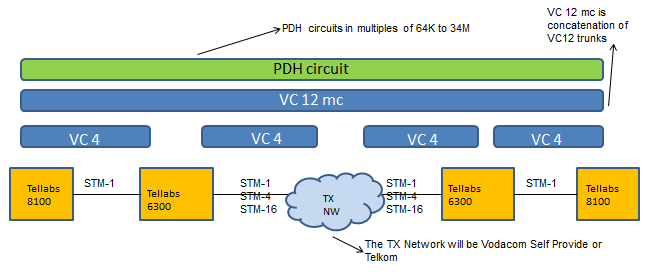 PDH circuits in multiples of 64K to 34M
VC 12 mc is
concatenation of
VC12 trunks
PDH circuit
VC 12 mc
VC 4
VC 4
VC 4
VC 4
Tellabs
8100
STM-1
Tellabs
6300
STM-1
STM-4
STM-16
TX
NW
STM-1
STM-4
STM-16
Tellabs
6300
STM-1
Tellabs
8100
The TX Network will be Vodacom Self Provide or
Telkom